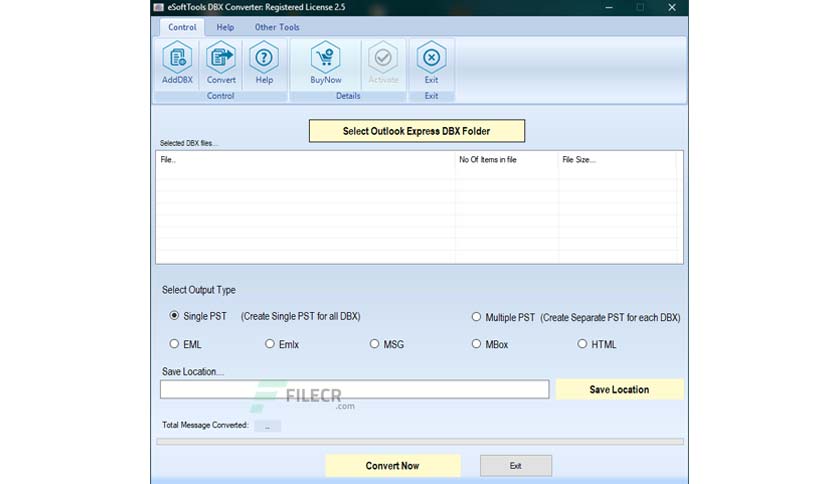 eSoftTools DBX Converter: Registered License 2.5
Control Help Other Tools
AddDBX Convert Help BuyNow Activate Exit
Control Details Exit
Select Outlook Express DBX Folder
Selected DBX files...
File.. No Of Items in file File Size...
Select Output Type
Single PST (Create Single PST for all DBX) Multiple PST (Create Separate PST for each DBX)
EML Emlx MSG MBox HTML
Save Location....
FILECR
.com
Save Location
Total Message Converted: ..
Convert Now Exit